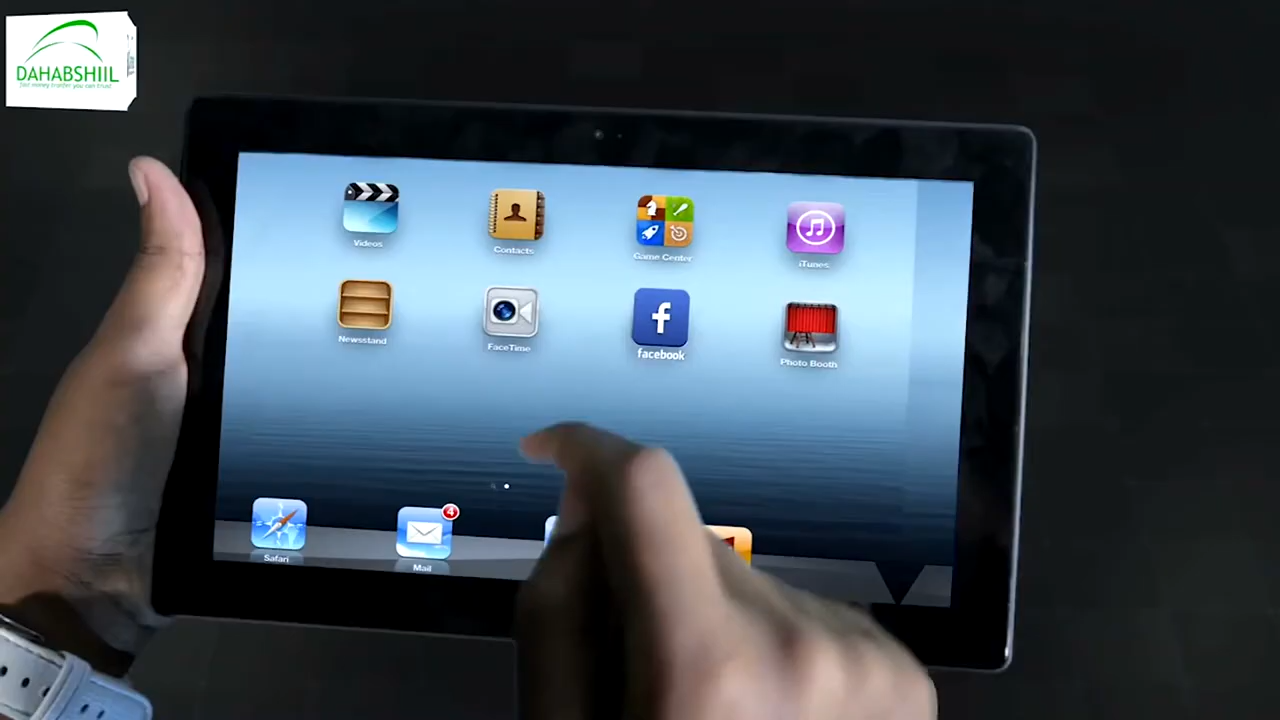 DAHABSHIIL
Videos
Contacts
Game Center
iTunes
Newsstand
FaceTime
f
facebook
Photo Booth
4
Safari
Mail